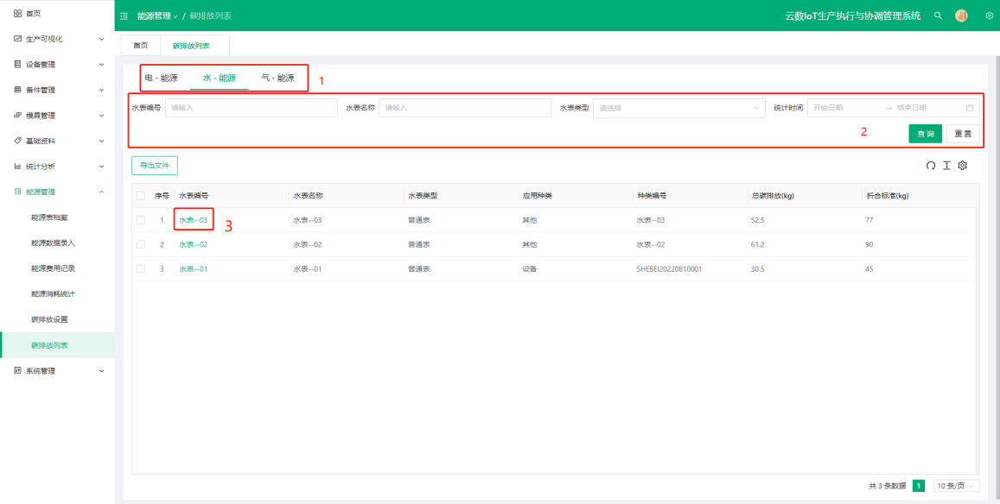 首页
生产可视化
设备管理
备件管理
模具管理
基础资料
统计分析
能源管理
能源表档案
能源数据录入
能源费用记录
能源消耗统计
碳排放设置
碳排放列表
系统管理
能源管理 / 碳排放列表 云数IoT生产执行与协调管理系统
首页 碳排放列表
电 - 能源 水 - 能源 气 - 能源 1
水表编号 请输入 水表名称 请输入 水表类型 请选择 统计时间 开始日期 → 结束日期
2 查 询 重 置
导出文件
序号 水表编号 水表名称 水表类型 应用种类 种类编号 总碳排放(kg) 折合标准(kg)
1 水表--03 3 水表--03 普通表 其他 水表--03 52.5 77
2 水表--02 水表--02 普通表 其他 水表--02 61.2 90
3 水表--01 水表--01 普通表 设备 SHEBEI20220810001 30.5 45
共 3 条数据 1 10 条/页